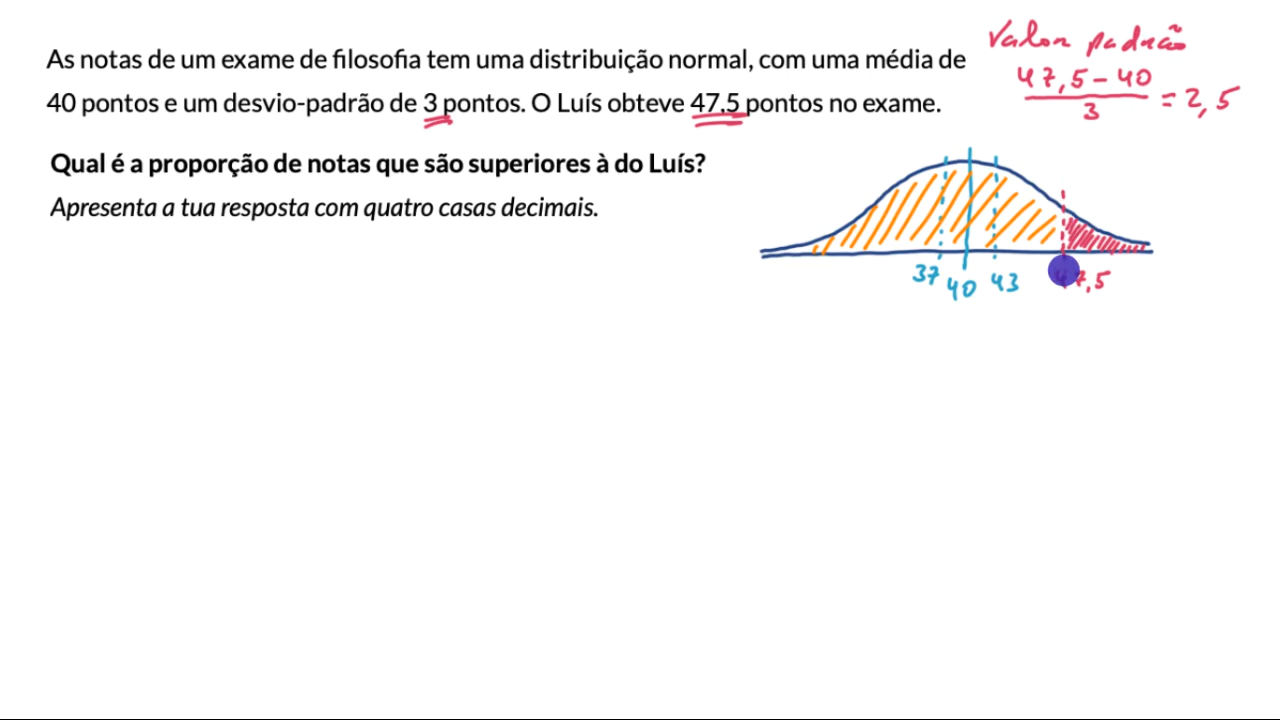 As notas de um exame de filosofia tem uma distribuição normal, com uma média de
40 pontos e um desvio-padrão de 3 pontos. O Luís obteve 47.5 pontos no exame.
Qual é a proporção de notas que são superiores à do Luís?
Apresenta a tua resposta com quatro casas decimais.
Valor padrão
47,5-40
3
=2,5
37 40 43 47,5